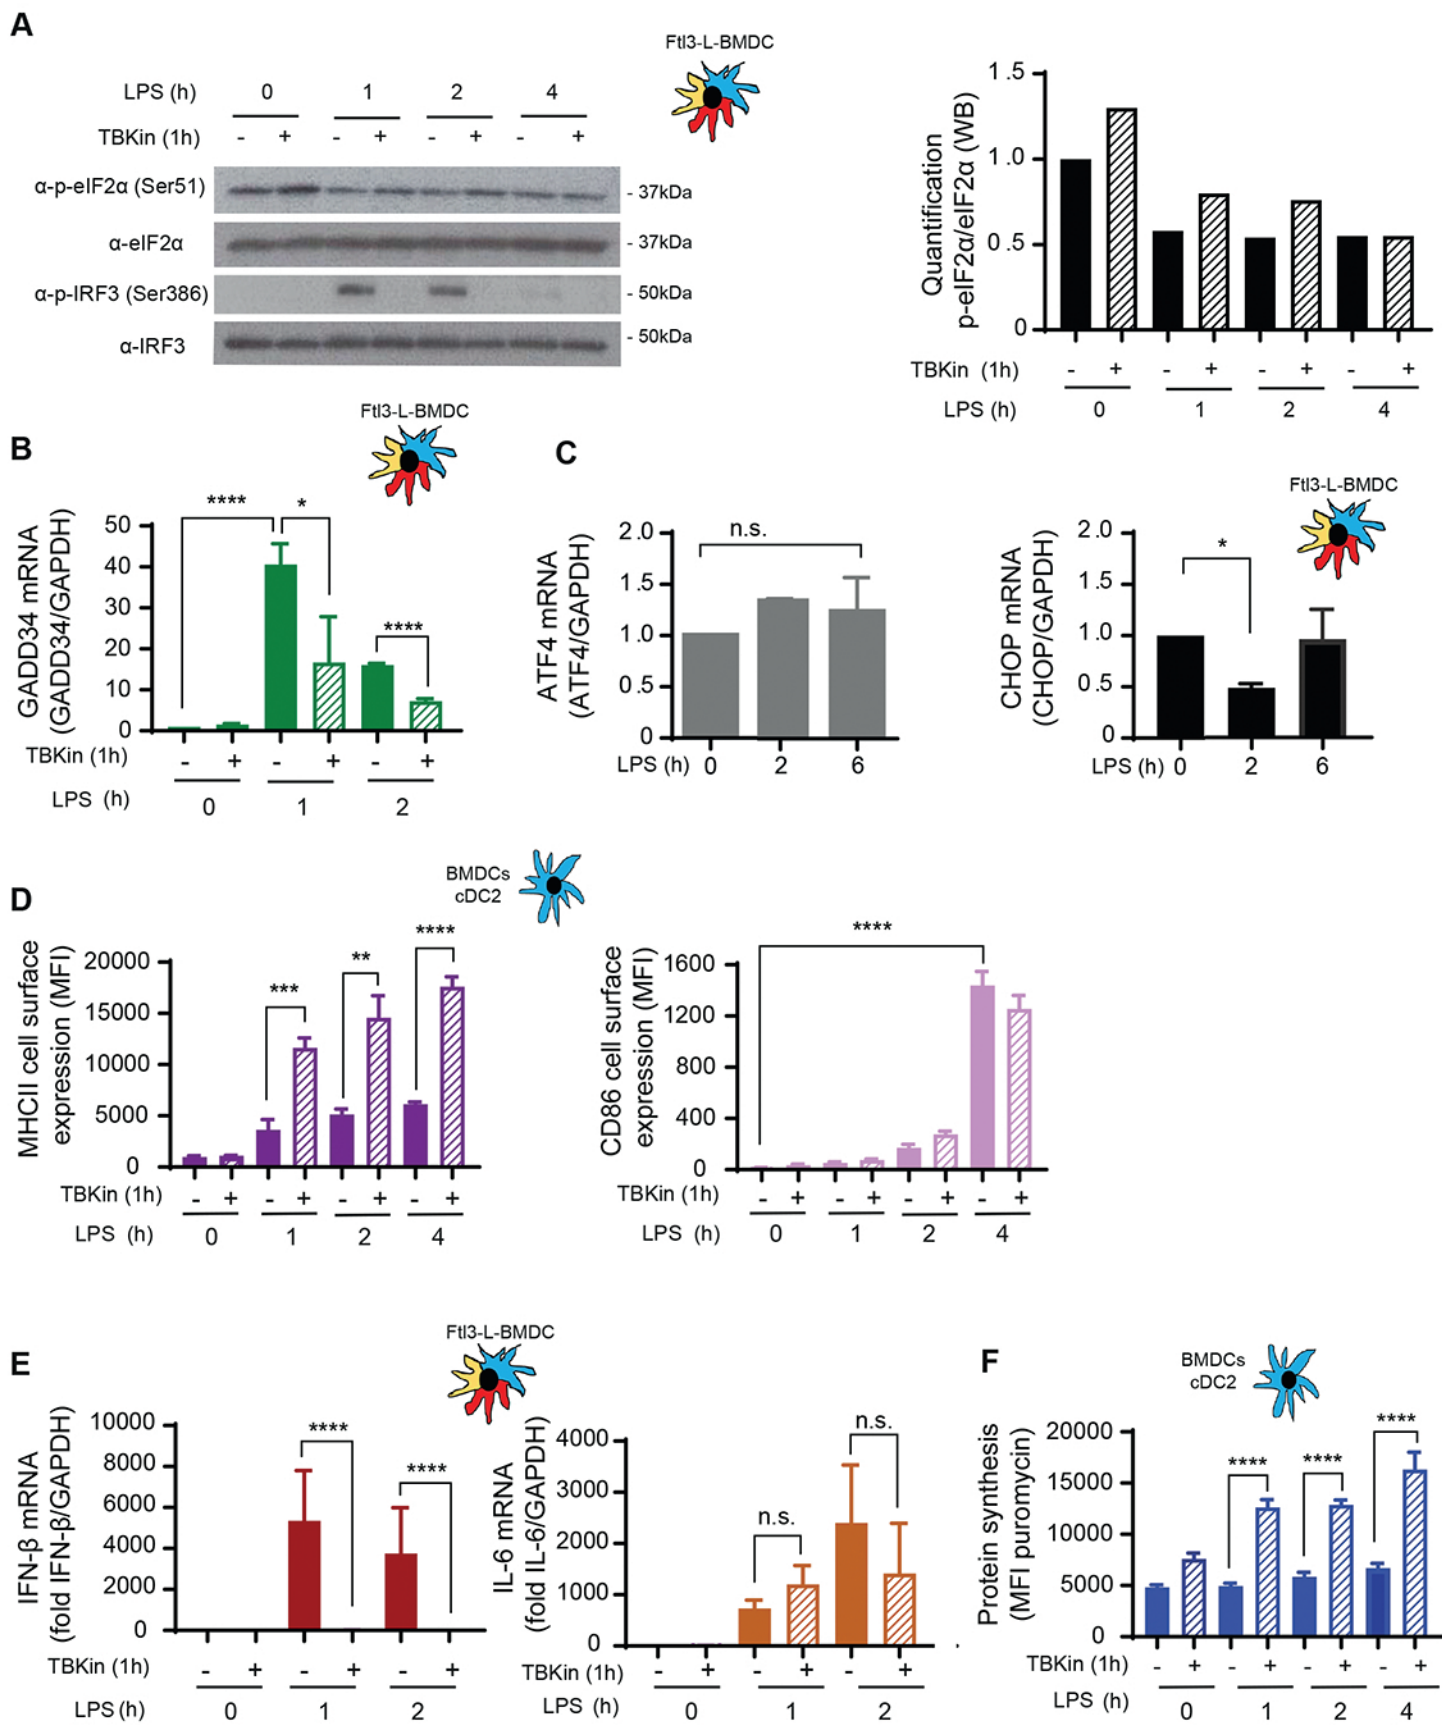 A
Ftl3-L-BMDC
LPS (h) 0 1 2 4
TBKin (1h) - + - + - + - +
α-p-eIF2α (Ser51) - 37kDa
α-eIF2α - 37kDa
α-p-IRF3 (Ser386) - 50kDa
α-IRF3 - 50kDa
Quantification
p-eIF2α/eIF2α (WB)
1.5
1.0
0 5
0
TBKin (1h) - + - + - + - +
LPS (h) 0 1 2 4
B
Ftl3-L-BMDC
GADD34 mRNA
(GADD34/GAPDH)
50
40
30
20
10
0
**** *
****
TBKin (1h) - + - + - +
LPS (h) 0 1 2
C
ATF4 mRNA
(ATF4/GAPDH)
2.0
1.5
1.0
0.5
0
n.s.
LPS (h) 0 2 6
Ftl3-L-BMDC
CHOP mRNA
(CHOP/GAPDH)
2.0
1.5
1.0
0.5
0
*
LPS (h) 0 2 6
D
BMDCs
cDC2
MHCII cell surface
expression (MFI)
20000
15000
10000
5000
0
*** ** ****
TBKin (1h) - + - + - + - +
LPS (h) 0 1 2 4
CD86 cell surface
expression (MFI)
1600
1200
800
400
0
****
TBKin (1h) - + - + - + - +
LPS (h) 0 1 2 4
E
Ftl3-L-BMDC
IFN-β mRNA
(fold IFN-β/GAPDH)
10000
8000
6000
4000
2000
0
**** ****
TBKin (1h) - + - + - +
LPS (h) 0 1 2
IL-6 mRNA
(fold IL-6/GAPDH)
4000
3000
2000
1000
0
n.s. n.s.
TBKin (1h) - + - + - +
LPS (h) 0 1 2
F
BMDCs
cDC2
Protein synthesis
(MFI puromycin)
20000
15000
10000
5000
0
**** **** ****
TBKin (1h) - + - + - + - +
LPS (h) 0 1 2 4